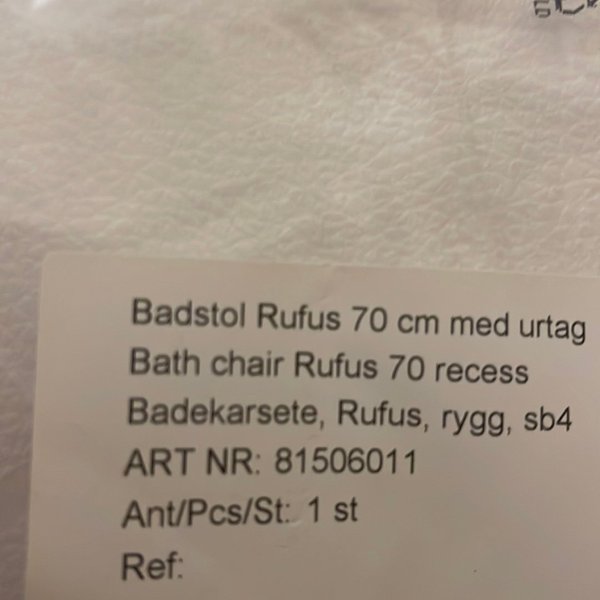 Badstol Rufus 70 cm med urtag
Bath chair Rufus 70 recess
Badekarsete, Rufus, rygg, sb4
ART NR: 81506011
Ant/Pcs/St: 1 st
Ref: